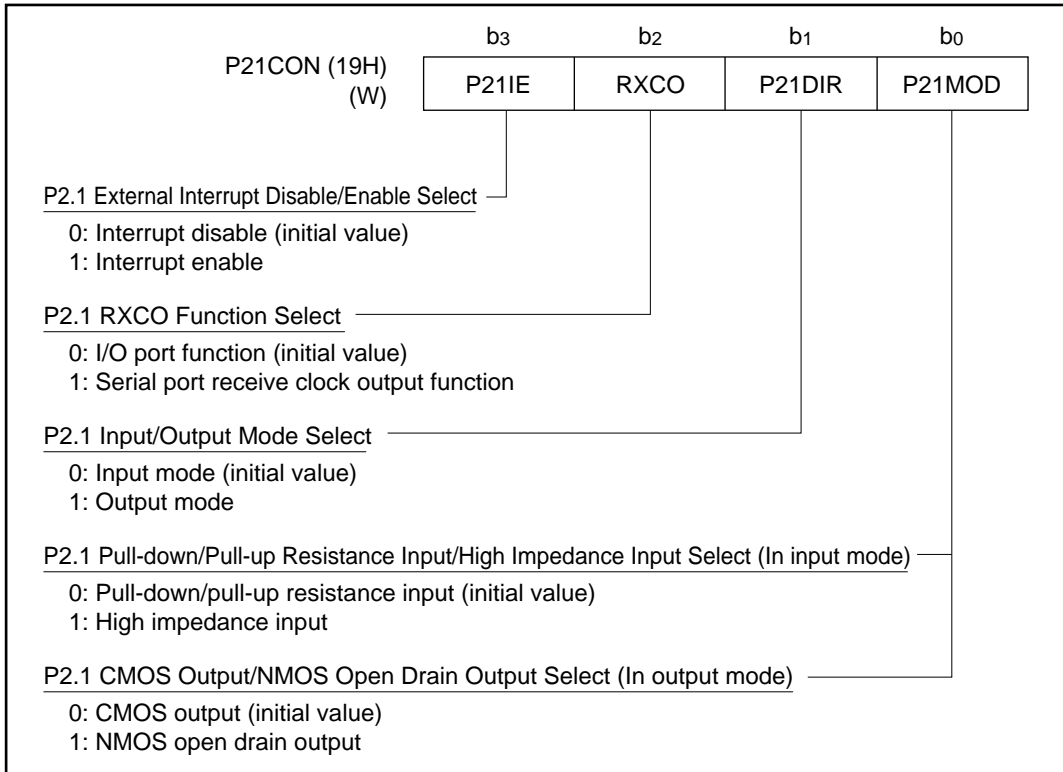 b3 b2 b1 b0
P21CON (19H)
(W)
P21IE RXCO P21DIR P21MOD
P2.1 External Interrupt Disable/Enable Select
0: Interrupt disable (initial value)
1: Interrupt enable
P2.1 RXCO Function Select
0: I/O port function (initial value)
1: Serial port receive clock output function
P2.1 Input/Output Mode Select
0: Input mode (initial value)
1: Output mode
P2.1 Pull-down/Pull-up Resistance Input/High Impedance Input Select (In input mode)
0: Pull-down/pull-up resistance input (initial value)
1: High impedance input
P2.1 CMOS Output/NMOS Open Drain Output Select (In output mode)
0: CMOS output (initial value)
1: NMOS open drain output